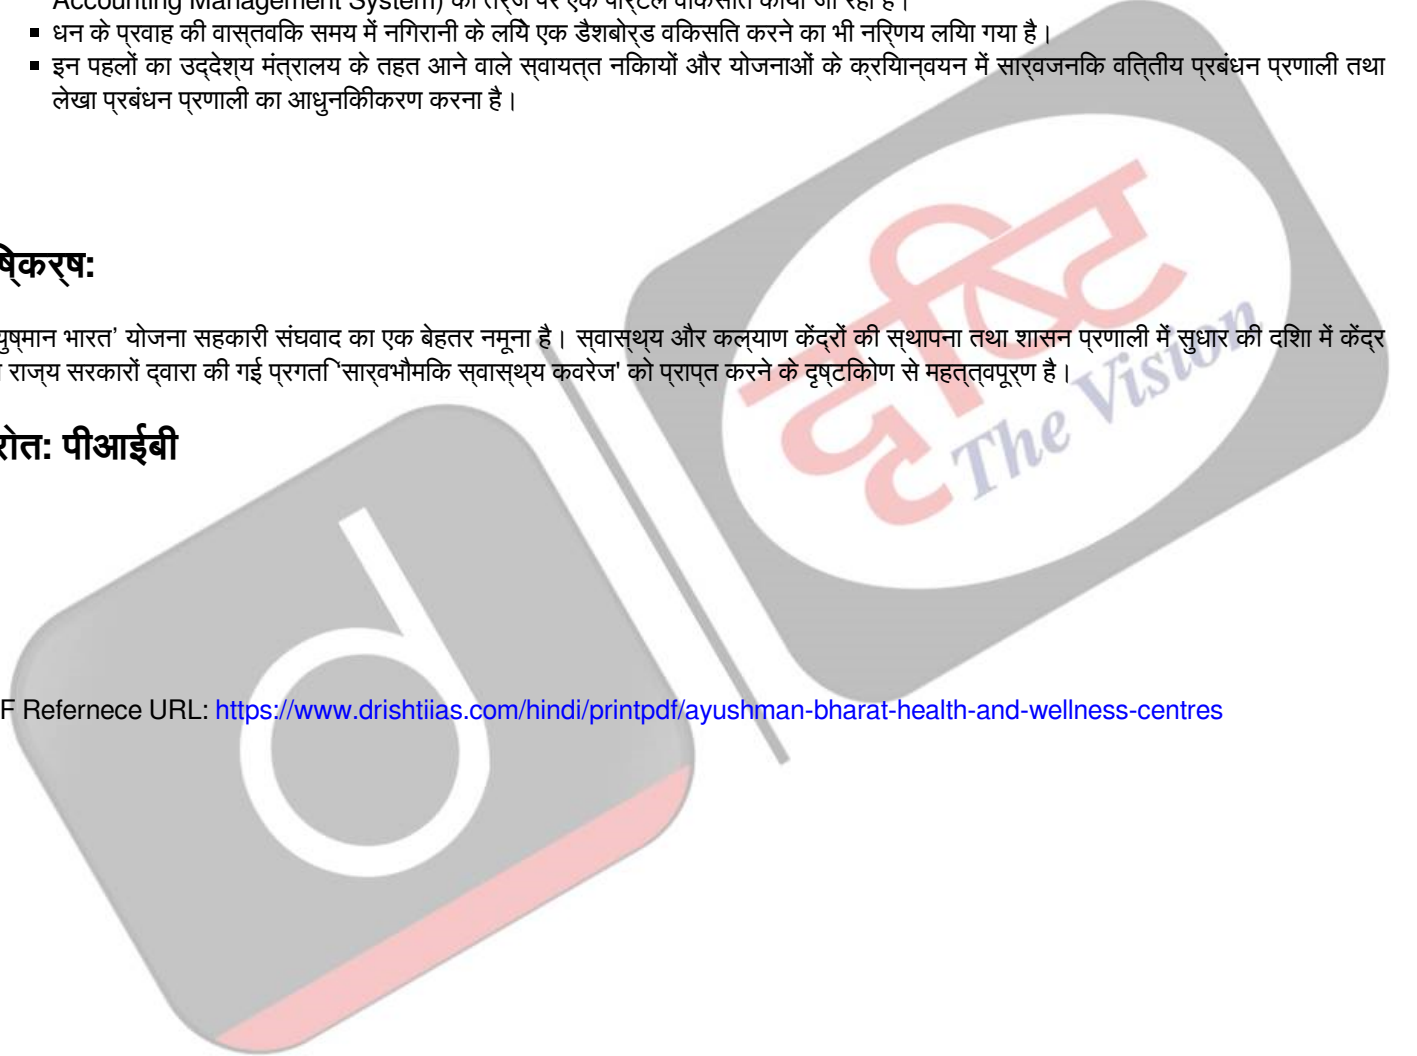 Accounting Management System) की तर्ज पर एक पोर्टल विकसित किया जा रहा है।
▪ धन के प्रवाह की वास्तविक समय में निगरानी के लिये एक डैशबोर्ड विकसित करने का भी निर्णय लिया गया है।
▪ इन पहलों का उद्देश्य मंत्रालय के तहत आने वाले स्वायत्त निकायों और योजनाओं के क्रियान्वयन में सार्वजनिक वित्तीय प्रबंधन प्रणाली तथा
लेखा प्रबंधन प्रणाली का आधुनिकीकरण करना है।
ष्कर्ष:
युष्मान भारत' योजना सहकारी संघवाद का एक बेहतर नमूना है। स्वास्थ्य और कल्याण केंद्रों की स्थापना तथा शासन प्रणाली में सुधार की दिशा में केंद्र
राज्य सरकारों द्वारा की गई प्रगति 'सार्वभौमिक स्वास्थ्य कवरेज' को प्राप्त करने के दृष्टिकोण से महत्त्वपूर्ण है।
रोत: पीआईबी
दृष्टि
The Vision
F Refernece URL: https://www.drishtiias.com/hindi/printpdf/ayushman-bharat-health-and-wellness-centres